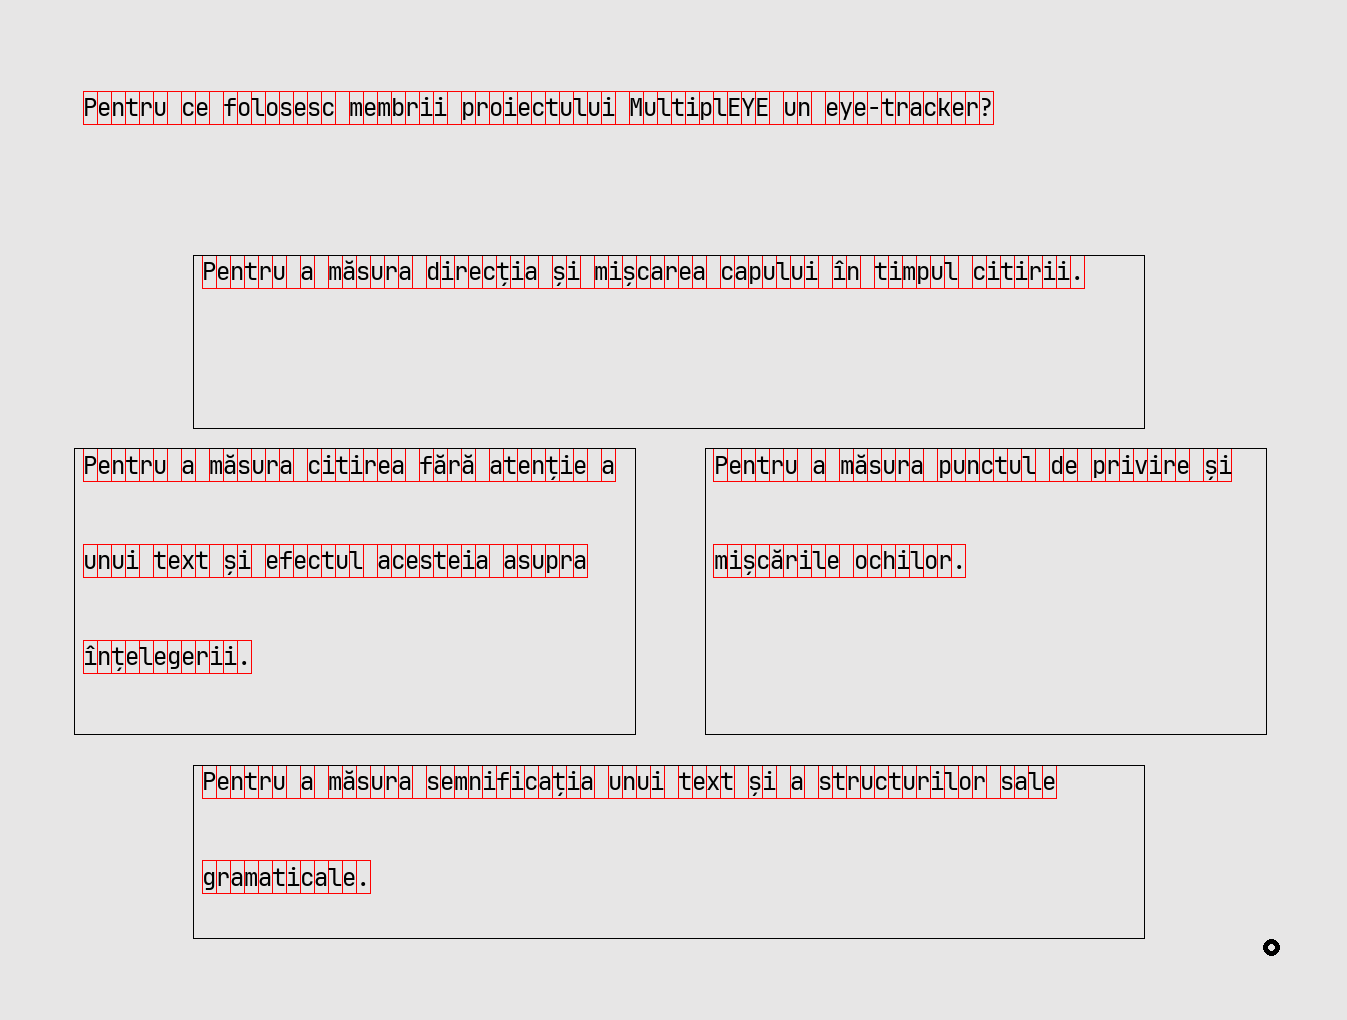 Pentru ce folosesc membrii proiectului MultiplEYE un eye-tracker?
Pentru a măsura direcția și mișcarea capului în timpul citirii.
Pentru a măsura citirea fără atenție a
unui text și efectul acesteia asupra
înțelegerii.
Pentru a măsura punctul de privire și
mișcările ochilor.
Pentru a măsura semnificația unui text și a structurilor sale
gramaticale.